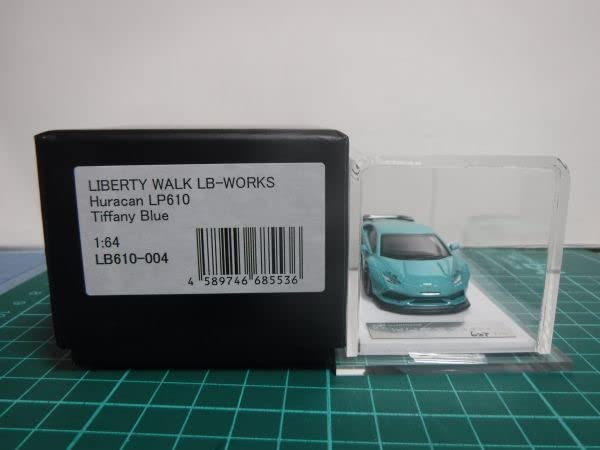 LIBERTY WALK LB-WORKS
Huracan LP610
Tiffany Blue
1:64
LB610-004
4 589746 685536